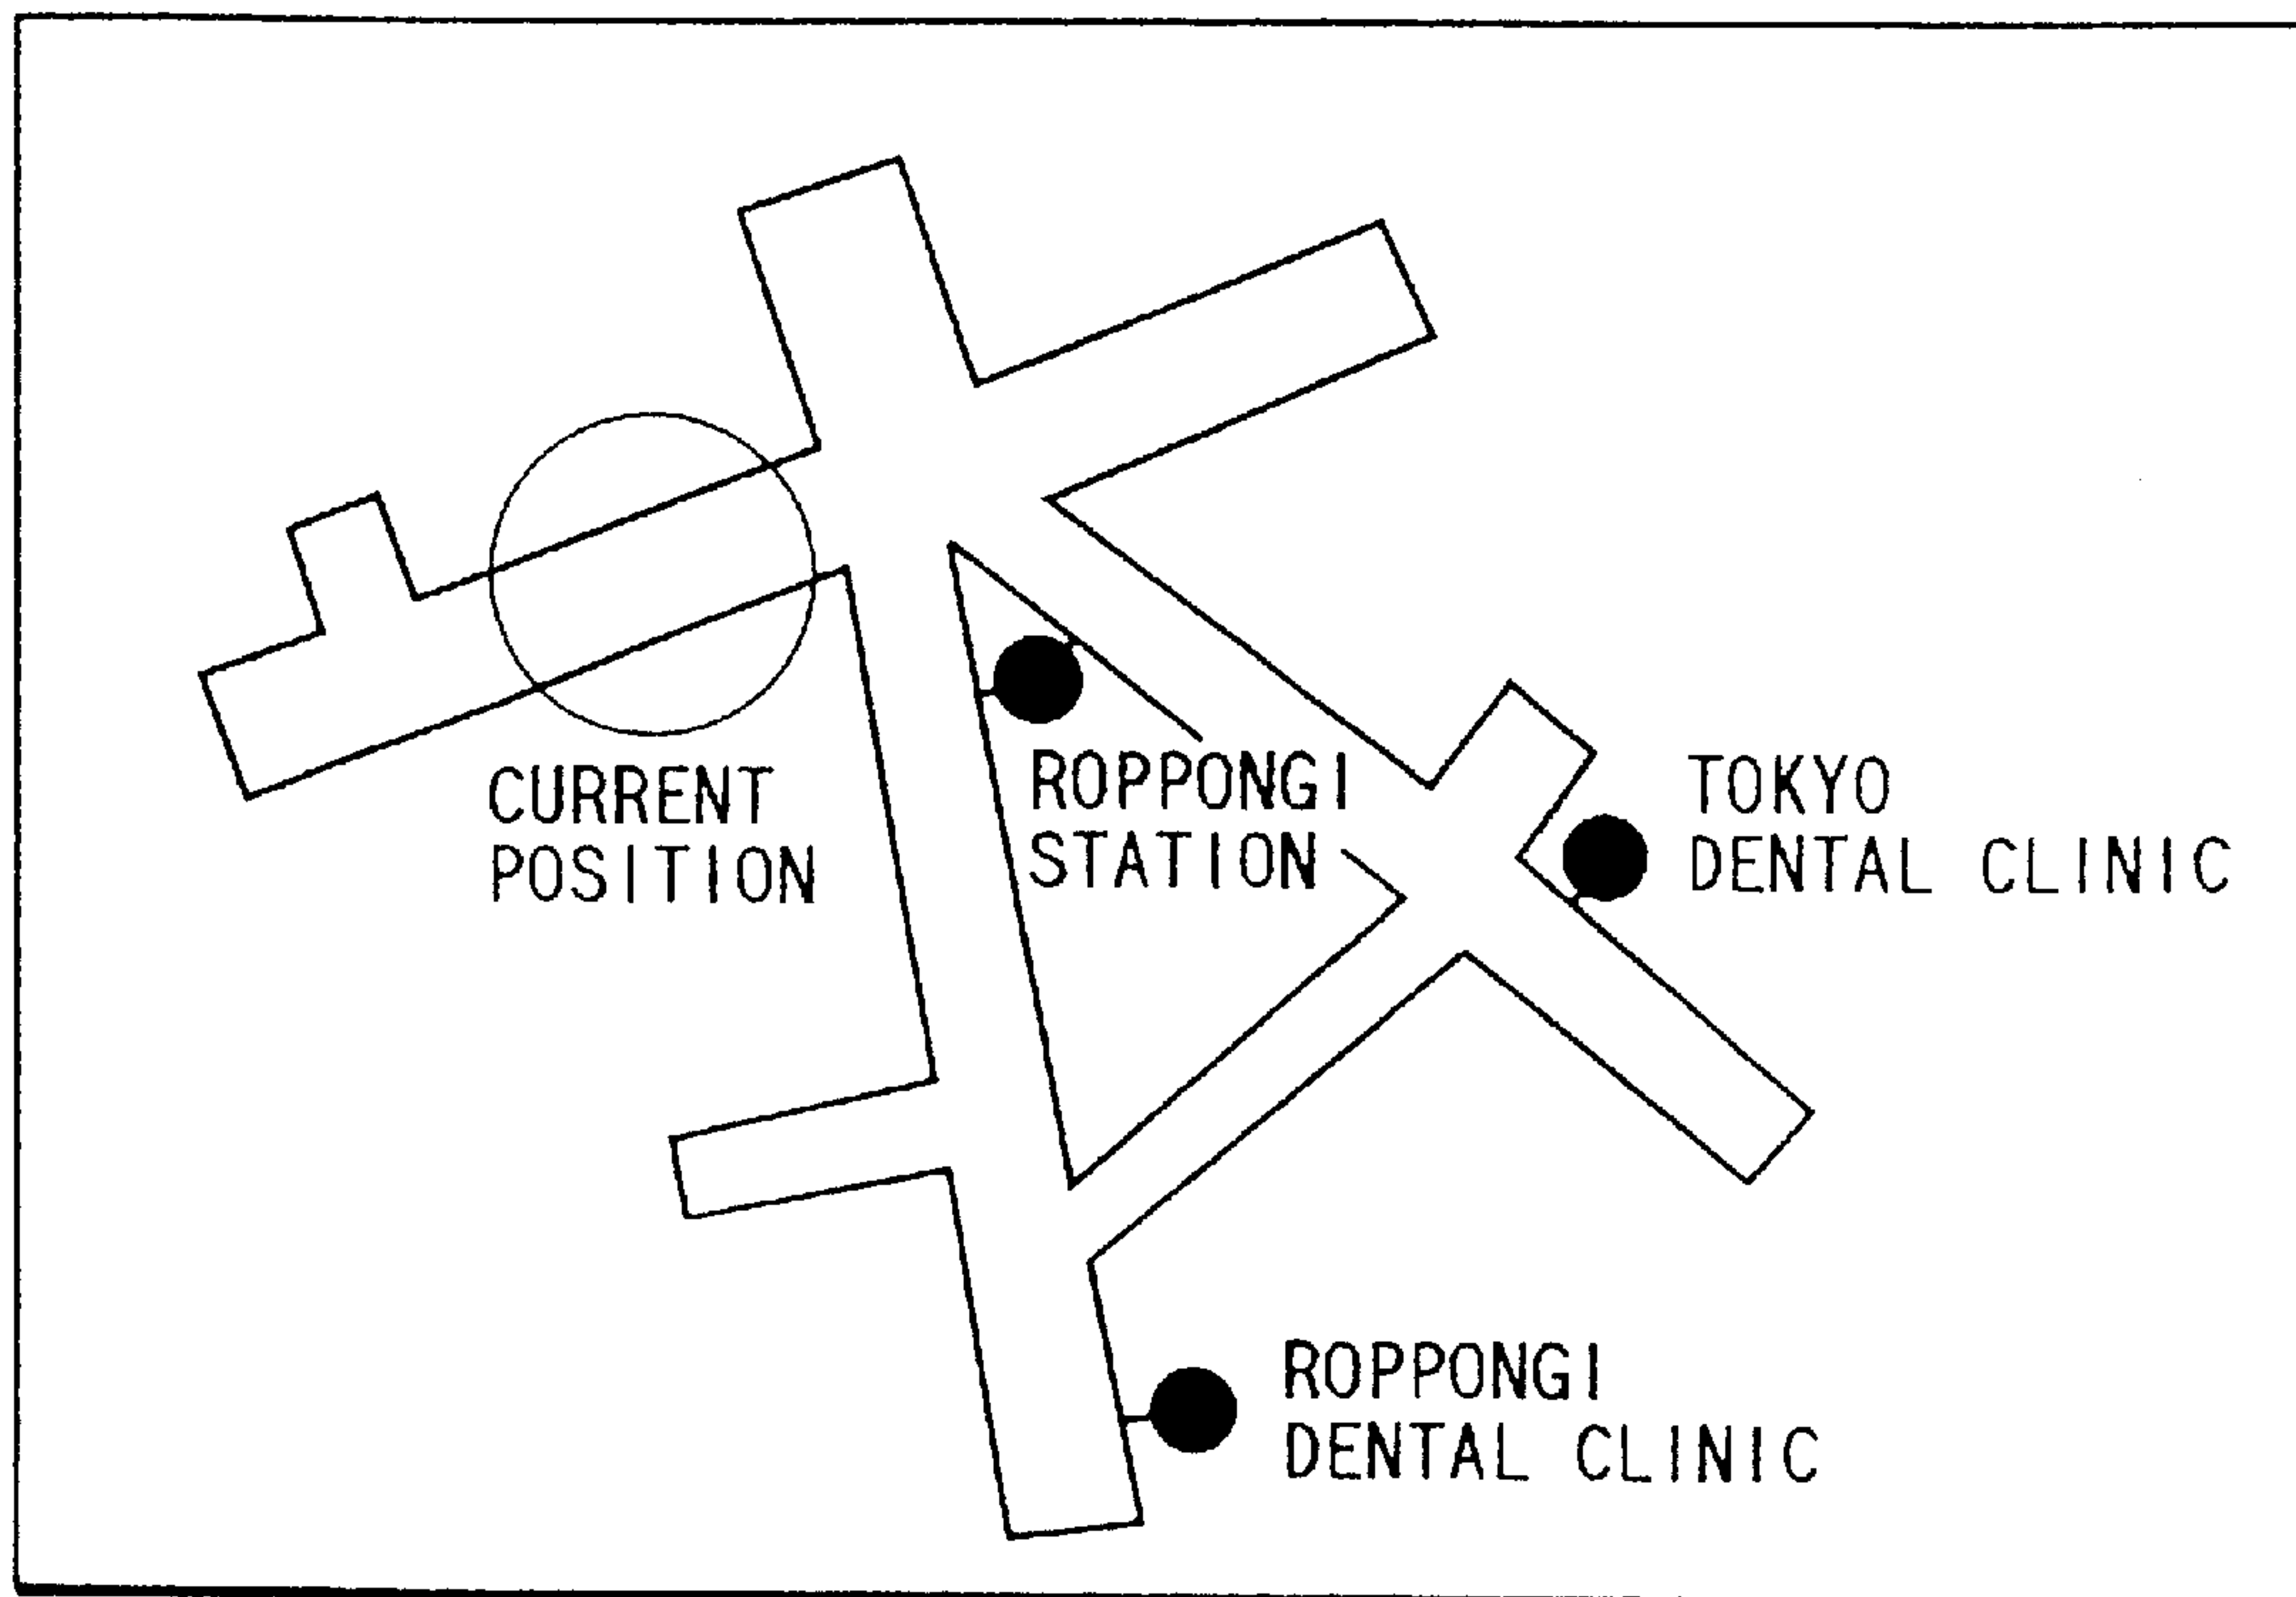 CURRENT
POSITION
ROPPONGI
STATION
TOKYO
DENTAL CLINIC
ROPPONGI
DENTAL CLINIC